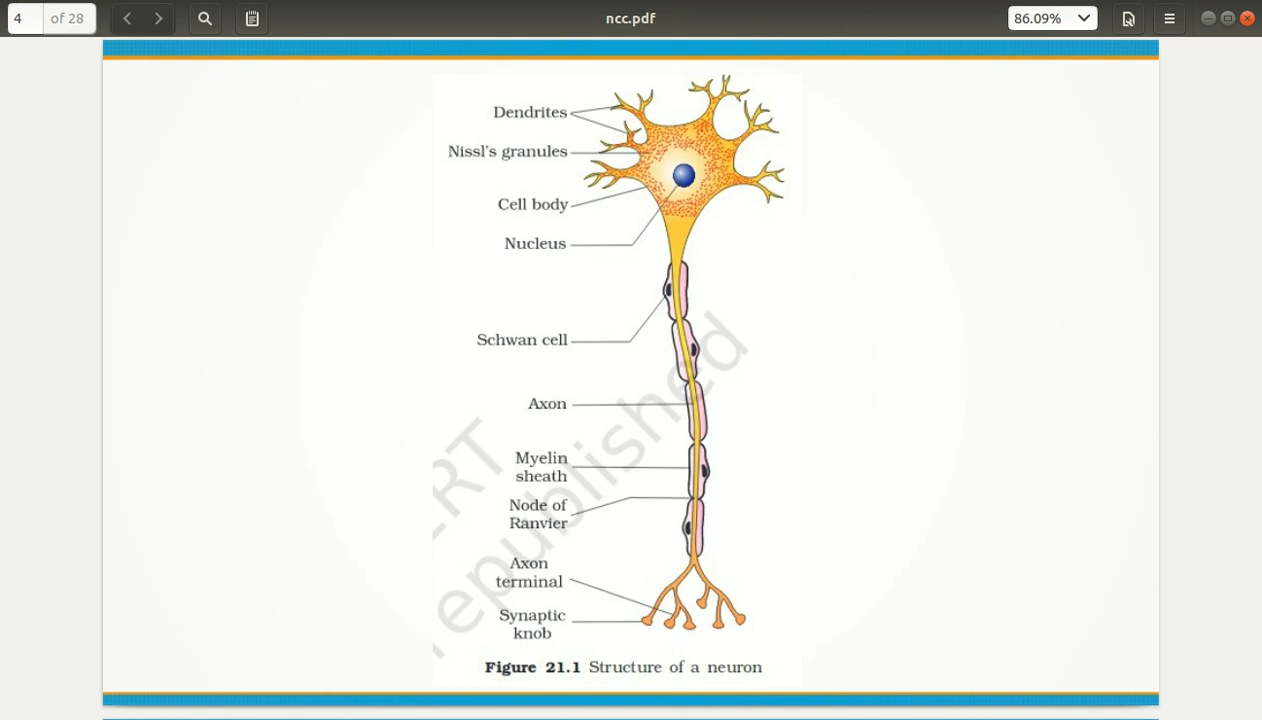 4 of 28
ncc.pdf
86.09%
Dendrites
Nissl's granules
Cell body
Nucleus
Schwan cell
Axon
Myelin
sheath
Node of
Ranvier
Axon
terminal
Synaptic
knob
Figure 21.1 Structure of a neuron
republished